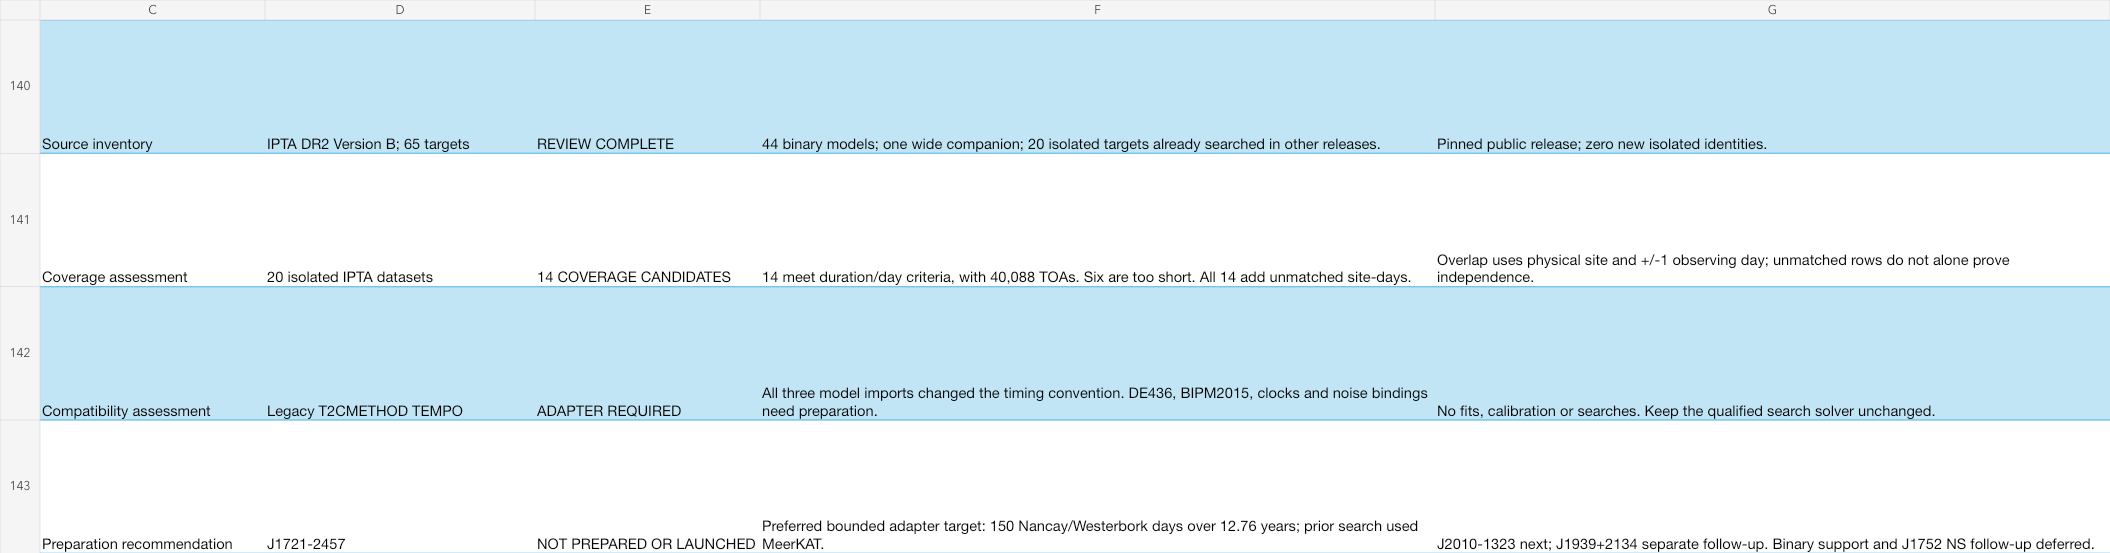 C D E F G
140
Source inventory IPTA DR2 Version B; 65 targets REVIEW COMPLETE 44 binary models; one wide companion; 20 isolated targets already searched in other releases. Pinned public release; zero new isolated identities.
141
Coverage assessment 20 isolated IPTA datasets 14 COVERAGE CANDIDATES 14 meet duration/day criteria, with 40,088 TOAs. Six are too short. All 14 add unmatched site-days. Overlap uses physical site and +/-1 observing day; unmatched rows do not alone prove
independence.
142
Compatibility assessment Legacy T2CMETHOD TEMPO ADAPTER REQUIRED All three model imports changed the timing convention. DE436, BIPM2015, clocks and noise bindings
need preparation. No fits, calibration or searches. Keep the qualified search solver unchanged.
143
Preparation recommendation J1721-2457 NOT PREPARED OR LAUNCHED Preferred bounded adapter target: 150 Nancay/Westerbork days over 12.76 years; prior search used
MeerKAT. J2010-1323 next; J1939+2134 separate follow-up. Binary support and J1752 NS follow-up deferred.